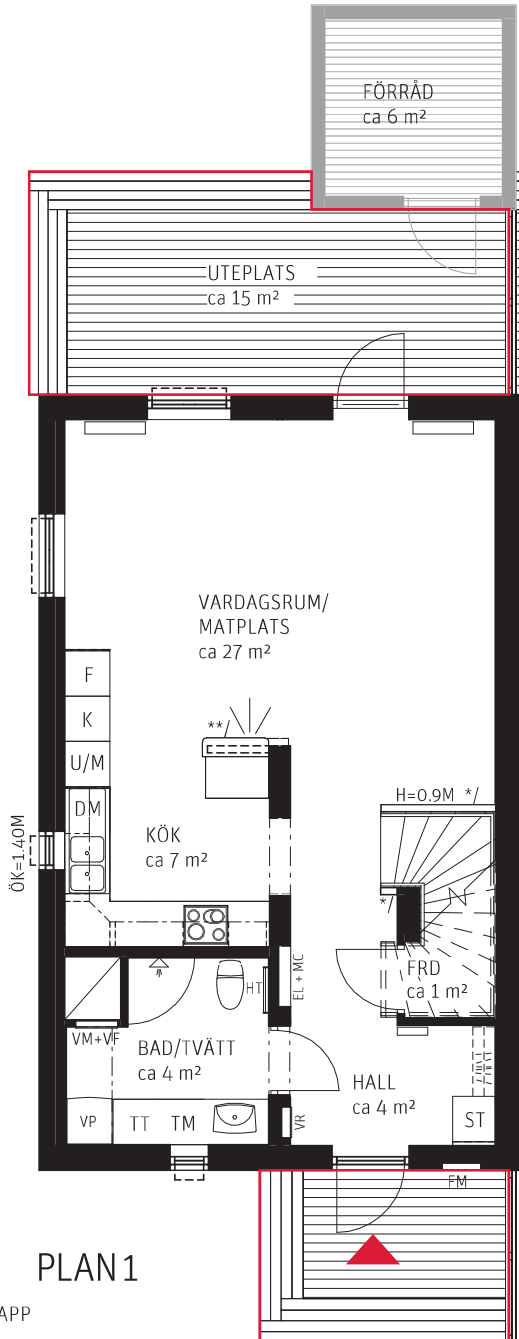 FÖRRÅD
ca 6 m²
UTEPLATS
ca 15 m²
VARDAGSRUM/
MATPLATS
ca 27 m²
F
K
U/M
**/
DM
H=0.9M */
ÖK=1.40M
KÖK
ca 7 m²
*/
EL + MC
FRD
ca 1 m²
HT
VM+VF
BAD/TVÄTT
ca 4 m²
HALL
ca 4 m²
VP
TT
TM
VR
ST
FM
PLAN 1
APP